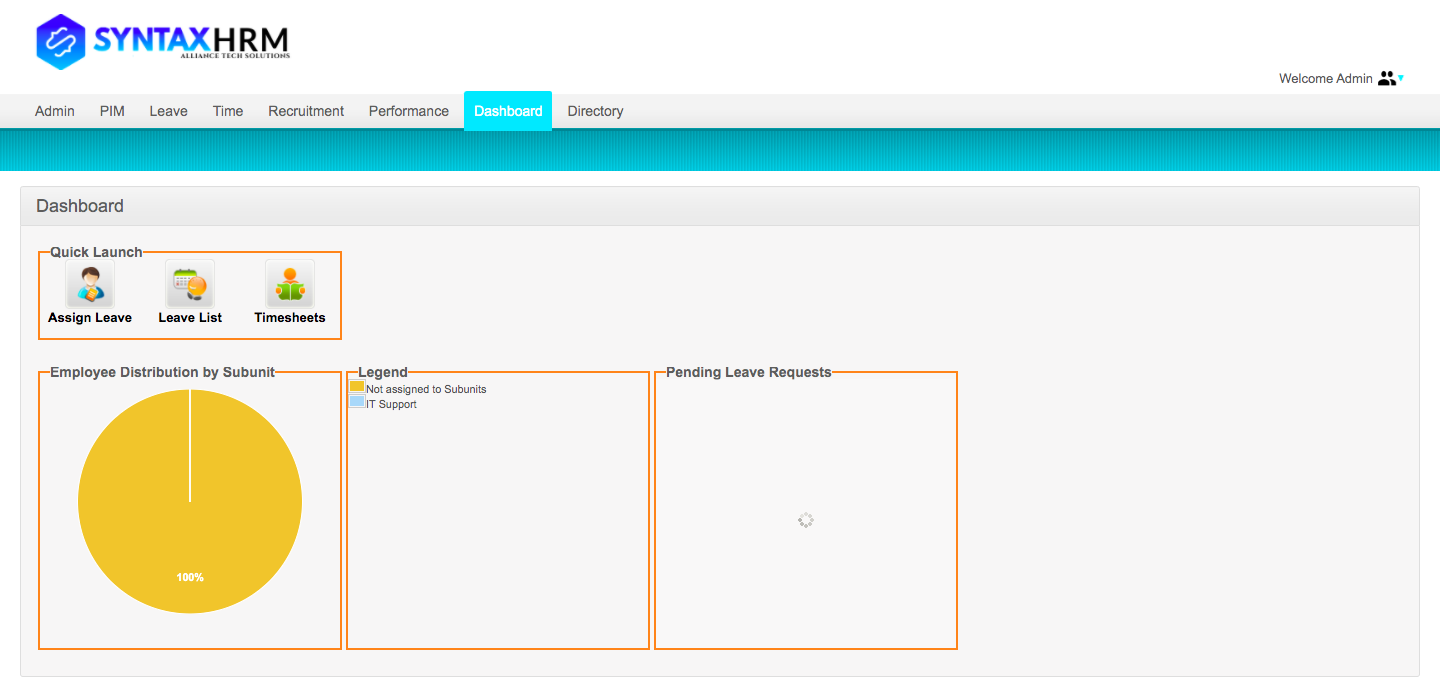 SYNTAXHRM
ALLIANCE TECH SOLUTIONS
Welcome Admin
Admin PIM Leave Time Recruitment Performance Dashboard Directory
Dashboard
Quick Launch
Assign Leave Leave List Timesheets
Employee Distribution by Subunit
100%
Legend
Not assigned to Subunits
IT Support
Pending Leave Requests